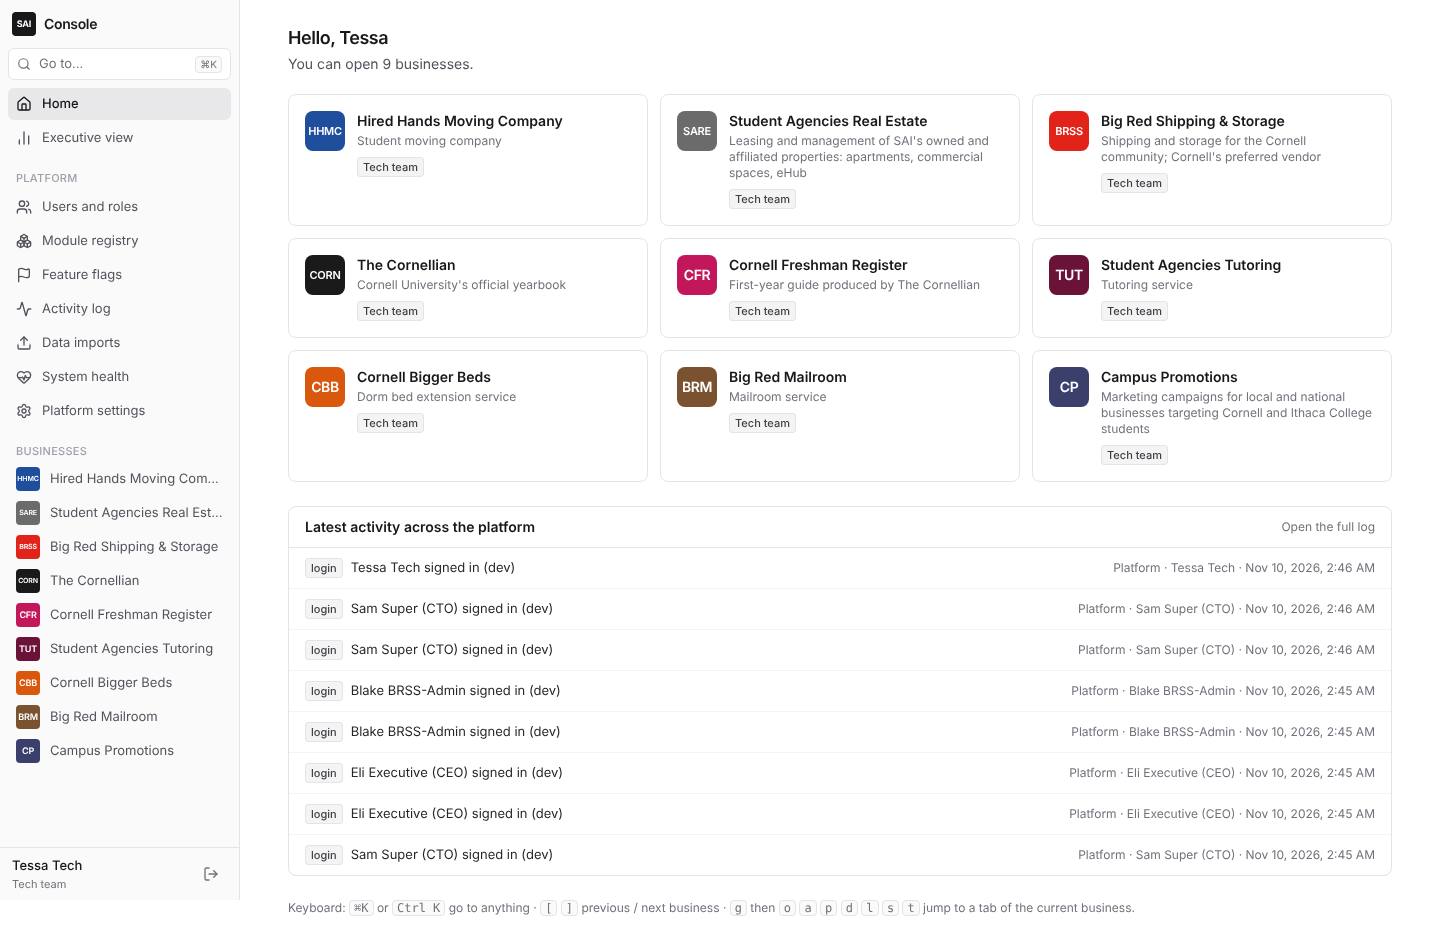 SAI Console
Go to... ⌘K
Home
Executive view
PLATFORM
Users and roles
Module registry
Feature flags
Activity log
Data imports
System health
Platform settings
BUSINESSES
HHMC Hired Hands Moving Com...
SARE Student Agencies Real Est...
BRSS Big Red Shipping & Storage
CORN The Cornellian
CFR Cornell Freshman Register
TUT Student Agencies Tutoring
CBB Cornell Bigger Beds
BRM Big Red Mailroom
CP Campus Promotions
Tessa Tech
Tech team
Hello, Tessa
You can open 9 businesses.
HHMC
Hired Hands Moving Company
Student moving company
Tech team
SARE
Student Agencies Real Estate
Leasing and management of SAI's owned and
affiliated properties: apartments, commercial
spaces, eHub
Tech team
BRSS
Big Red Shipping & Storage
Shipping and storage for the Cornell
community; Cornell's preferred vendor
Tech team
CORN
The Cornellian
Cornell University's official yearbook
Tech team
CFR
Cornell Freshman Register
First-year guide produced by The Cornellian
Tech team
TUT
Student Agencies Tutoring
Tutoring service
Tech team
CBB
Cornell Bigger Beds
Dorm bed extension service
Tech team
BRM
Big Red Mailroom
Mailroom service
Tech team
CP
Campus Promotions
Marketing campaigns for local and national
businesses targeting Cornell and Ithaca College
students
Tech team
Latest activity across the platform Open the full log
login Tessa Tech signed in (dev) Platform · Tessa Tech · Nov 10, 2026, 2:46 AM
login Sam Super (CTO) signed in (dev) Platform · Sam Super (CTO) · Nov 10, 2026, 2:46 AM
login Sam Super (CTO) signed in (dev) Platform · Sam Super (CTO) · Nov 10, 2026, 2:46 AM
login Blake BRSS-Admin signed in (dev) Platform · Blake BRSS-Admin · Nov 10, 2026, 2:45 AM
login Blake BRSS-Admin signed in (dev) Platform · Blake BRSS-Admin · Nov 10, 2026, 2:45 AM
login Eli Executive (CEO) signed in (dev) Platform · Eli Executive (CEO) · Nov 10, 2026, 2:45 AM
login Eli Executive (CEO) signed in (dev) Platform · Eli Executive (CEO) · Nov 10, 2026, 2:45 AM
login Sam Super (CTO) signed in (dev) Platform · Sam Super (CTO) · Nov 10, 2026, 2:45 AM
Keyboard: ⌘K or Ctrl K go to anything · [ ] previous / next business · g then o a p d l s t jump to a tab of the current business.